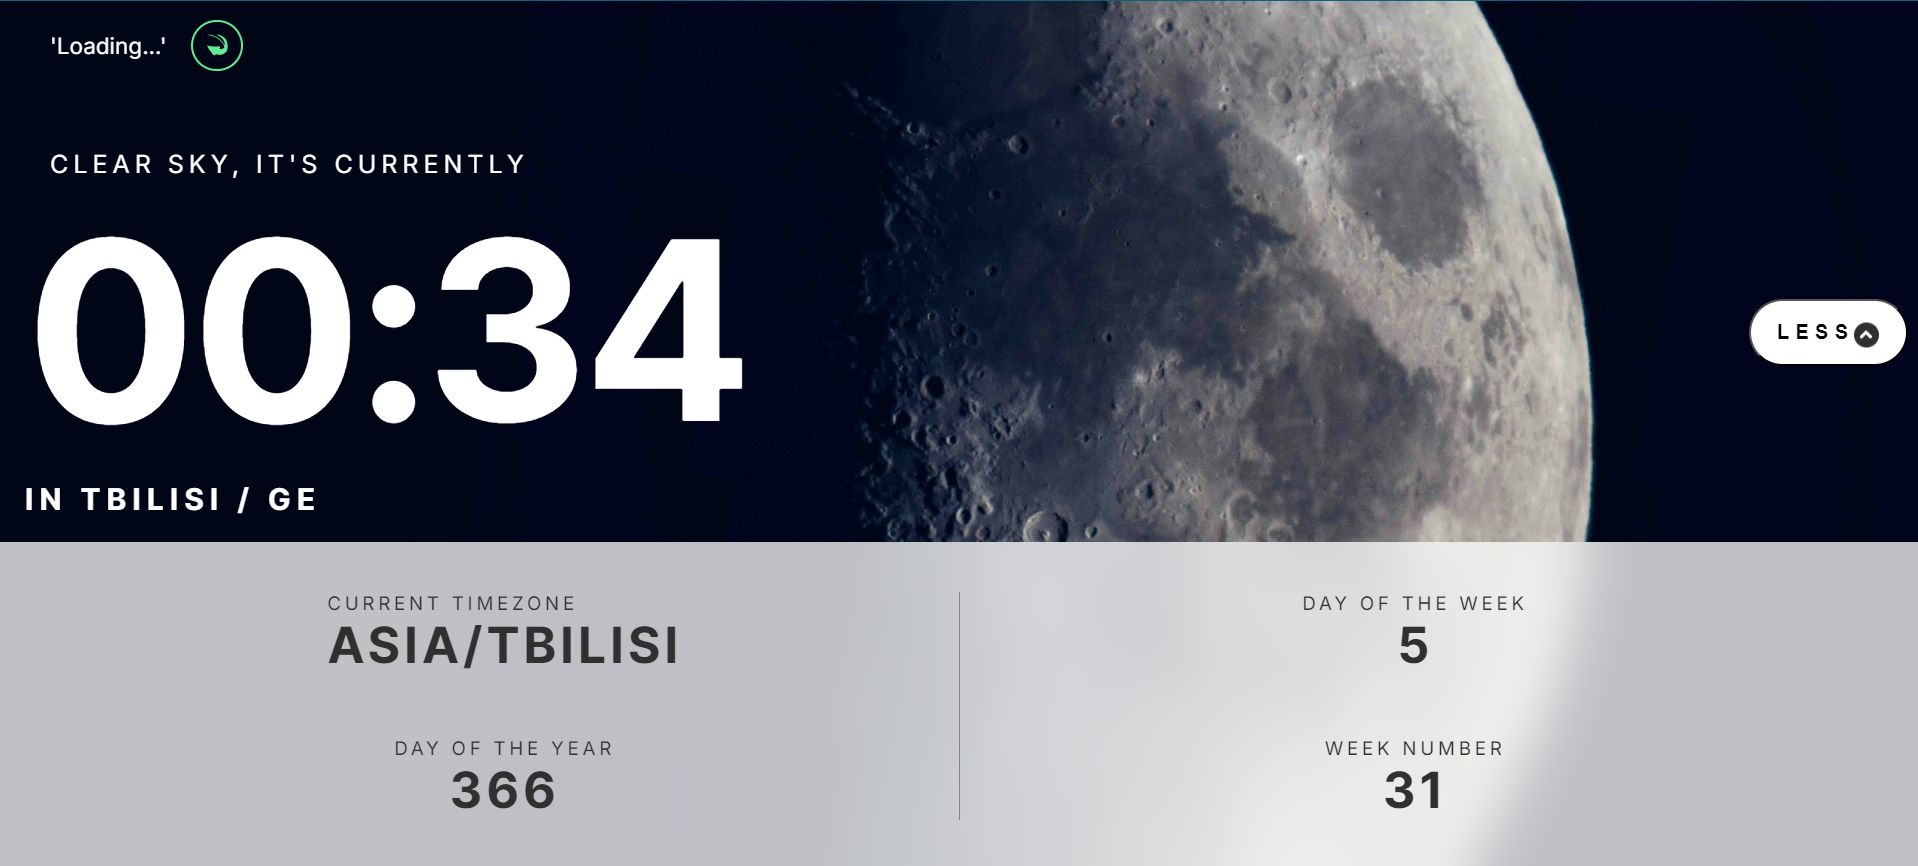 'Loading...'
CLEAR SKY, IT'S CURRENTLY
00:34
IN TBILISI / GE
LESS
CURRENT TIMEZONE
ASIA/TBILISI
DAY OF THE YEAR
366
DAY OF THE WEEK
5
WEEK NUMBER
31